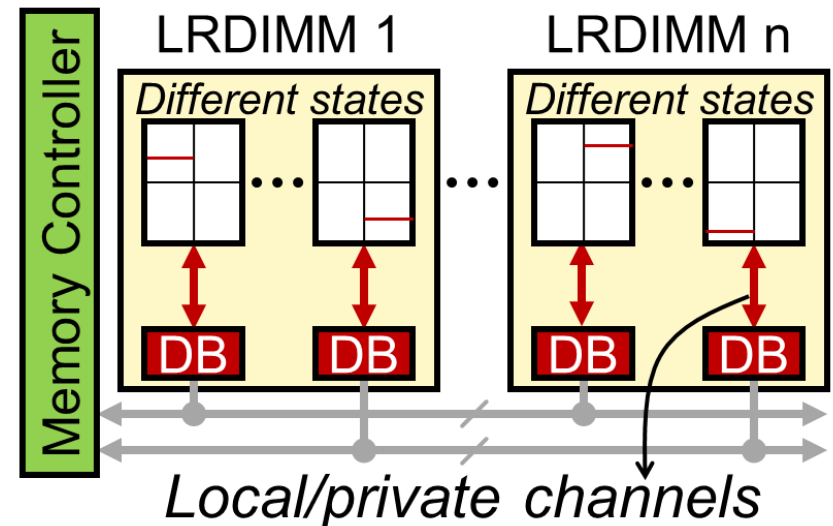 Memory Controller
LRDIMM 1
LRDIMM n
Different states
Different states
DB
DB
DB
DB
Local/private channels